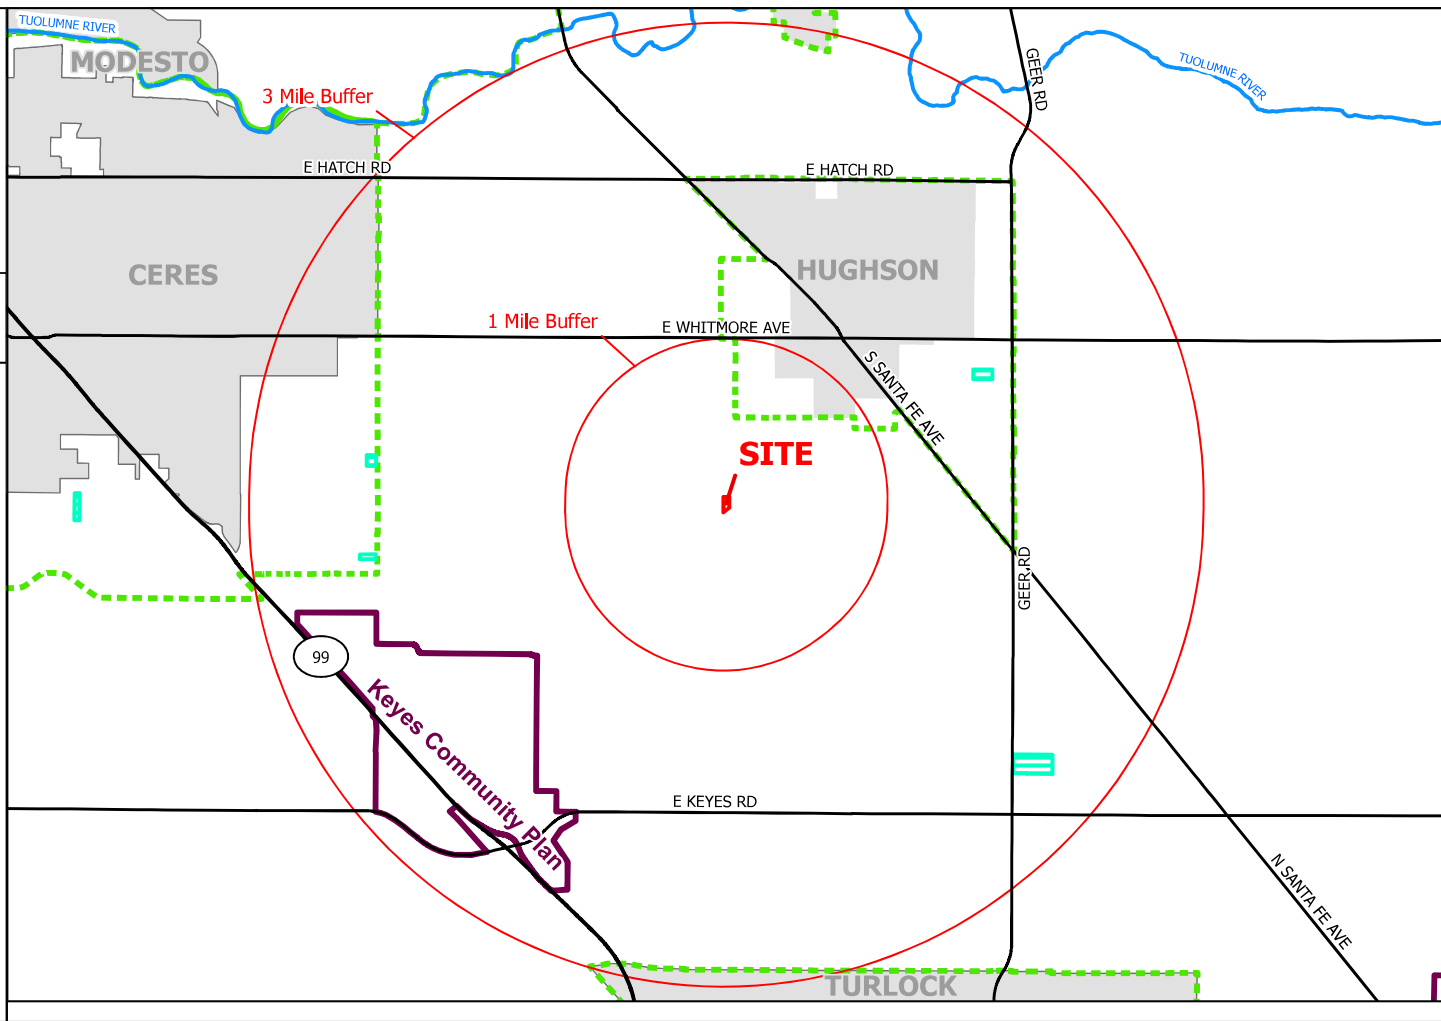 TUOLUMNE RIVER
MODESTO
GEER RD
TUOLUMNE RIVER
3 Mile Buffer
E HATCH RD
E HATCH RD
CERES
HUGHSON
1 Mile Buffer
E WHITMORE AVE
S SANTA FE AVE
SITE
GEER RD
99
Keyes Community Plan
E KEYES RD
N SANTA FE AVE
TURLOCK